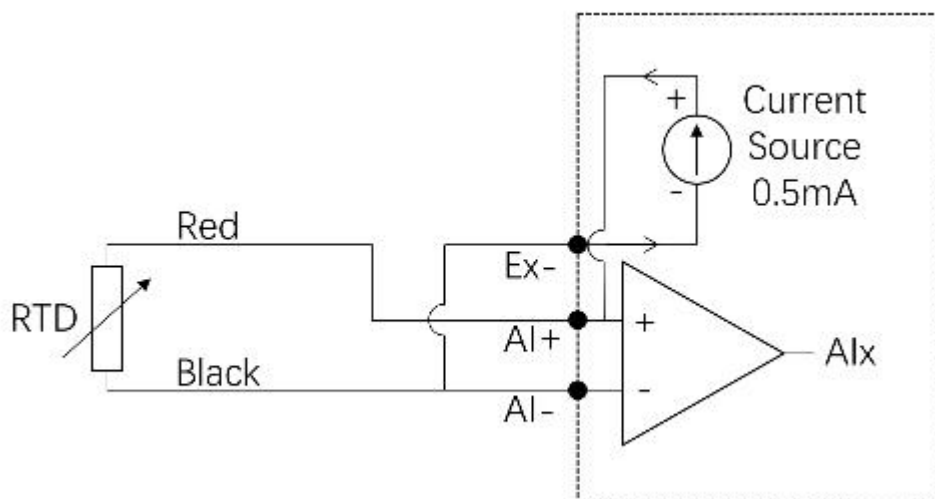 Current
Source
0.5mA
+
-
Red
Ex-
RTD
AI+
+
AIx
Black
AI-
-